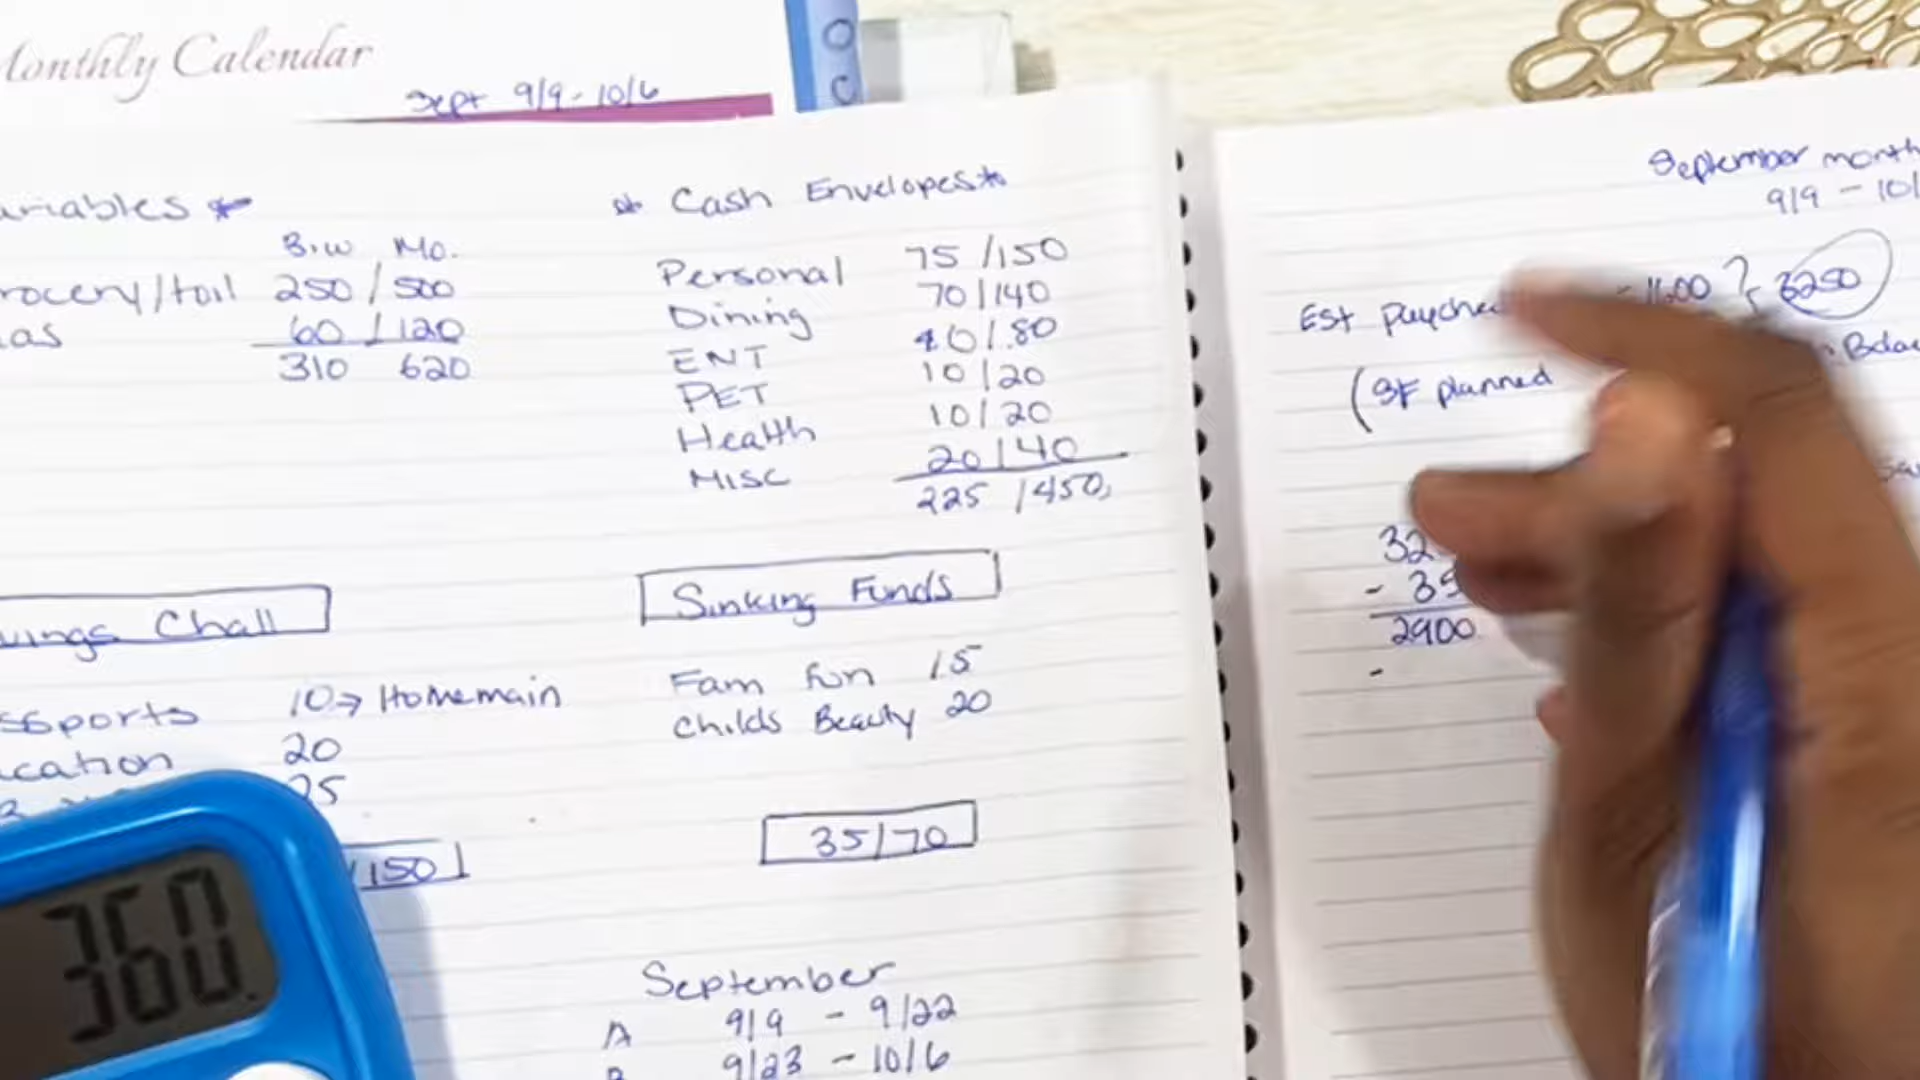 Monthly Calendar
Sept 9/9 - 10/6
ariables *
B.W Mo.
rocery/toil 250 / 500
as 60 / 120
310 620
* Cash Envelopes *
Personal 75 / 150
Dining 70 / 140
ENT 40 / 80
PET 10 / 20
Health 10 / 20
MISC 20 / 40
225 / 450
vings Chall
ssports 10 → Homemain
cation 20
25
/ 150
Sinking Funds
Fam fun 15
Childs Beauty 20
35/70
September
A 9/9 - 9/22
B 9/23 - 10/6
360
September month
9/9 - 10/
Est Payche 1600 3250
(SF planned
32
- 35
2900
-